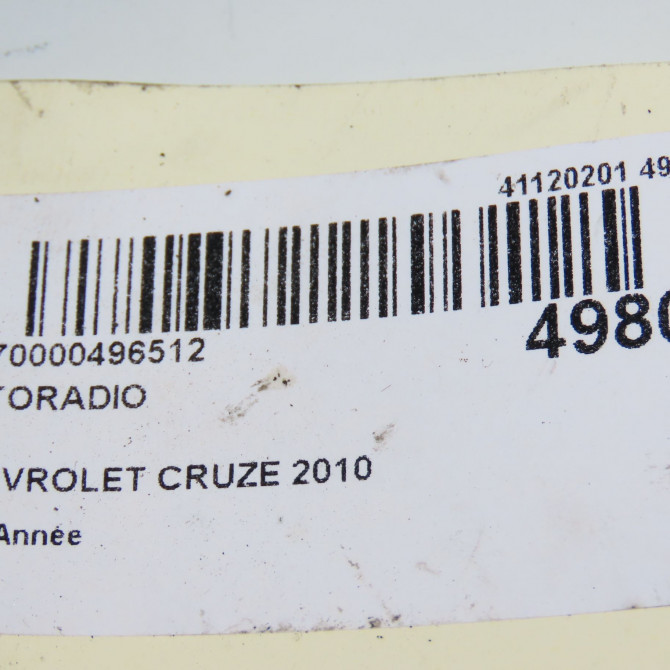 41120201 49
4980
70000496512
TORADIO
VROLET CRUZE 2010
Année